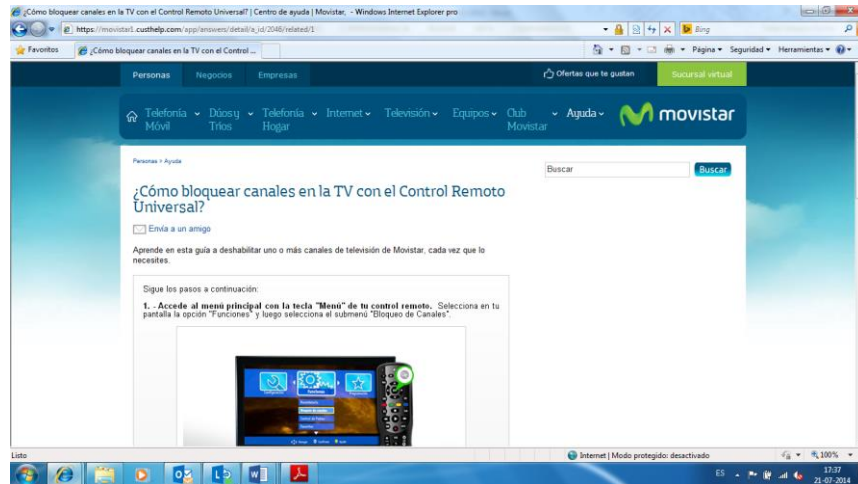 ¿Cómo bloquear canales en la TV con el Control Remoto Universal? | Centro de ayuda | Movistar, - Windows Internet Explorer pro
https://movistar1.custhelp.com/app/answers/detail/a_id/2046/related/1
Bing
Favoritos
¿Cómo bloquear canales en la TV con el Control ...
Página
Seguridad
Herramientas
Personas
Negocios
Empresas
Ofertas que te gustan
Sucursal virtual
Telefonía Móvil
Dúos y Tríos
Telefonía Hogar
Internet
Televisión
Equipos
Club Movistar
Ayuda
movistar
Personas > Ayuda
Buscar
Buscar
¿Cómo bloquear canales en la TV con el Control Remoto
Universal?
Envía a un amigo
Aprende en esta guía a deshabilitar uno o más canales de televisión de Movistar, cada vez que lo
necesites.
Sigue los pasos a continuación:
1. - Accede al menú principal con la tecla "Menú" de tu control remoto. Selecciona en tu
pantalla la opción "Funciones" y luego selecciona el submenú "Bloqueo de Canales".
Listo
Internet | Modo protegido: desactivado
100%
ES
17:37
21-07-2014